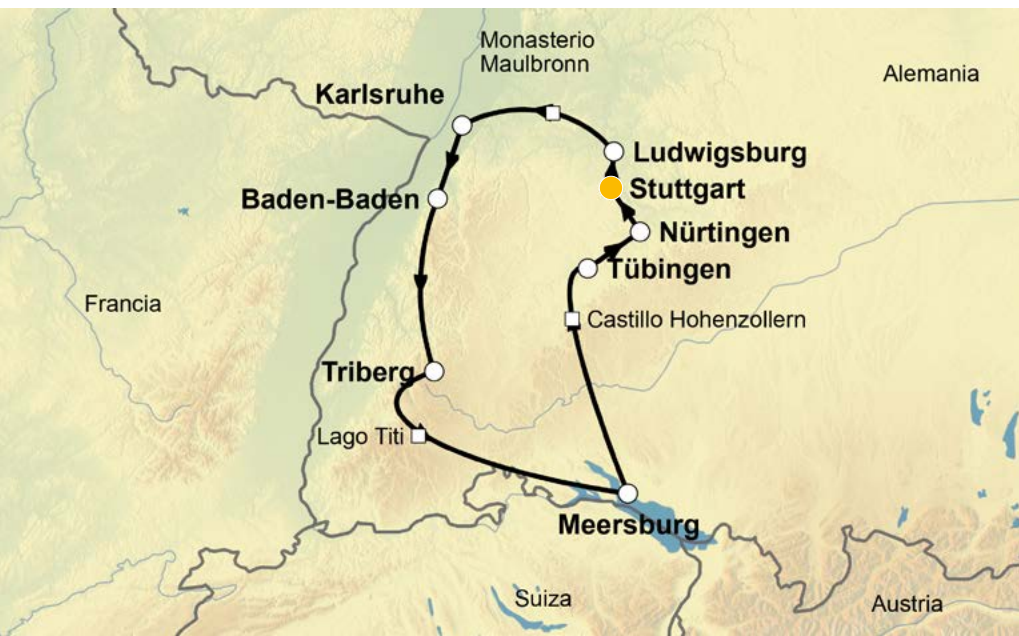 Monasterio
Maulbronn
Alemania
Karlsruhe
Ludwigsburg
Stuttgart
Baden-Baden
Nürtingen
Tübingen
Francia
Castillo Hohenzollern
Triberg
Lago Titi
Meersburg
Suiza
Austria